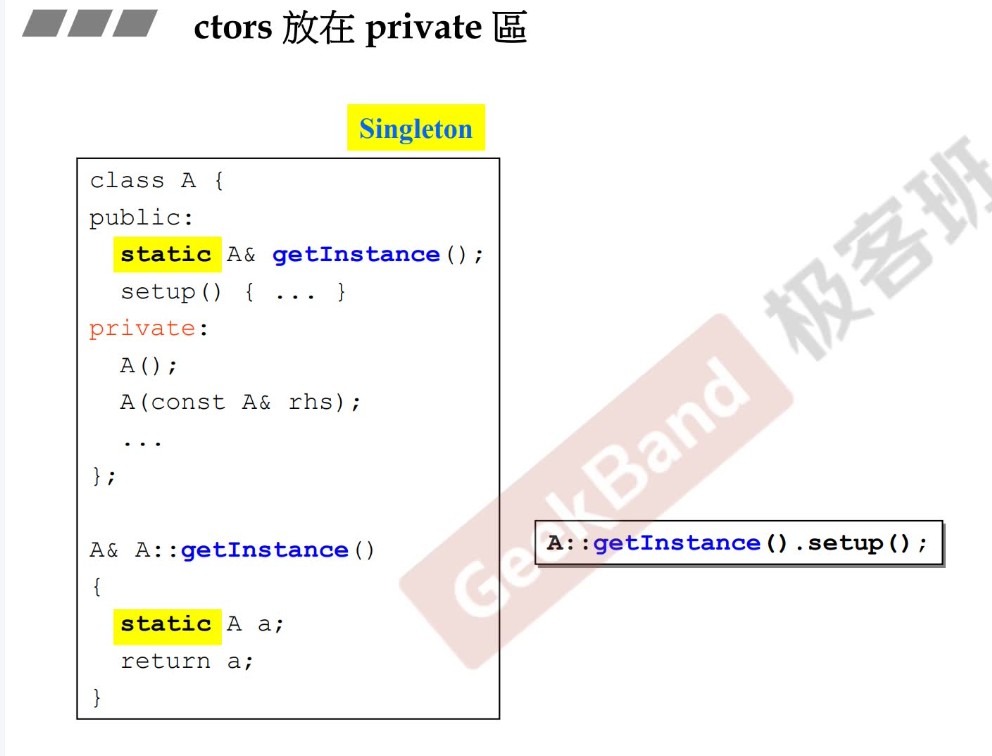 ctors 放在 private 區
Singleton
class A {
public:
static A& getInstance();
setup() { ... }
private:
A();
A(const A& rhs);
...
};
A& A::getInstance()
{
static A a;
return a;
}
A::getInstance().setup();
GeekBand 极客班